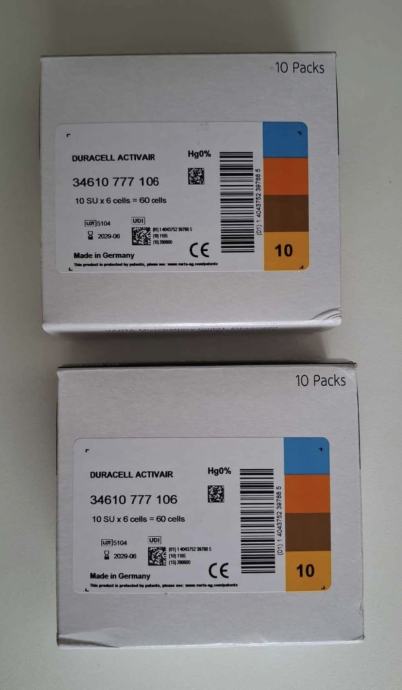 10 Packs
DURACELL ACTIVAIR
Hg0%
34610 777 106
10 SU x 6 cells = 60 cells
LOT 5104
UDI
2029-06
Made in Germany
CE
10
10 Packs
DURACELL ACTIVAIR
Hg0%
34610 777 106
10 SU x 6 cells = 60 cells
LOT 5104
UDI
2029-06
Made in Germany
CE
10